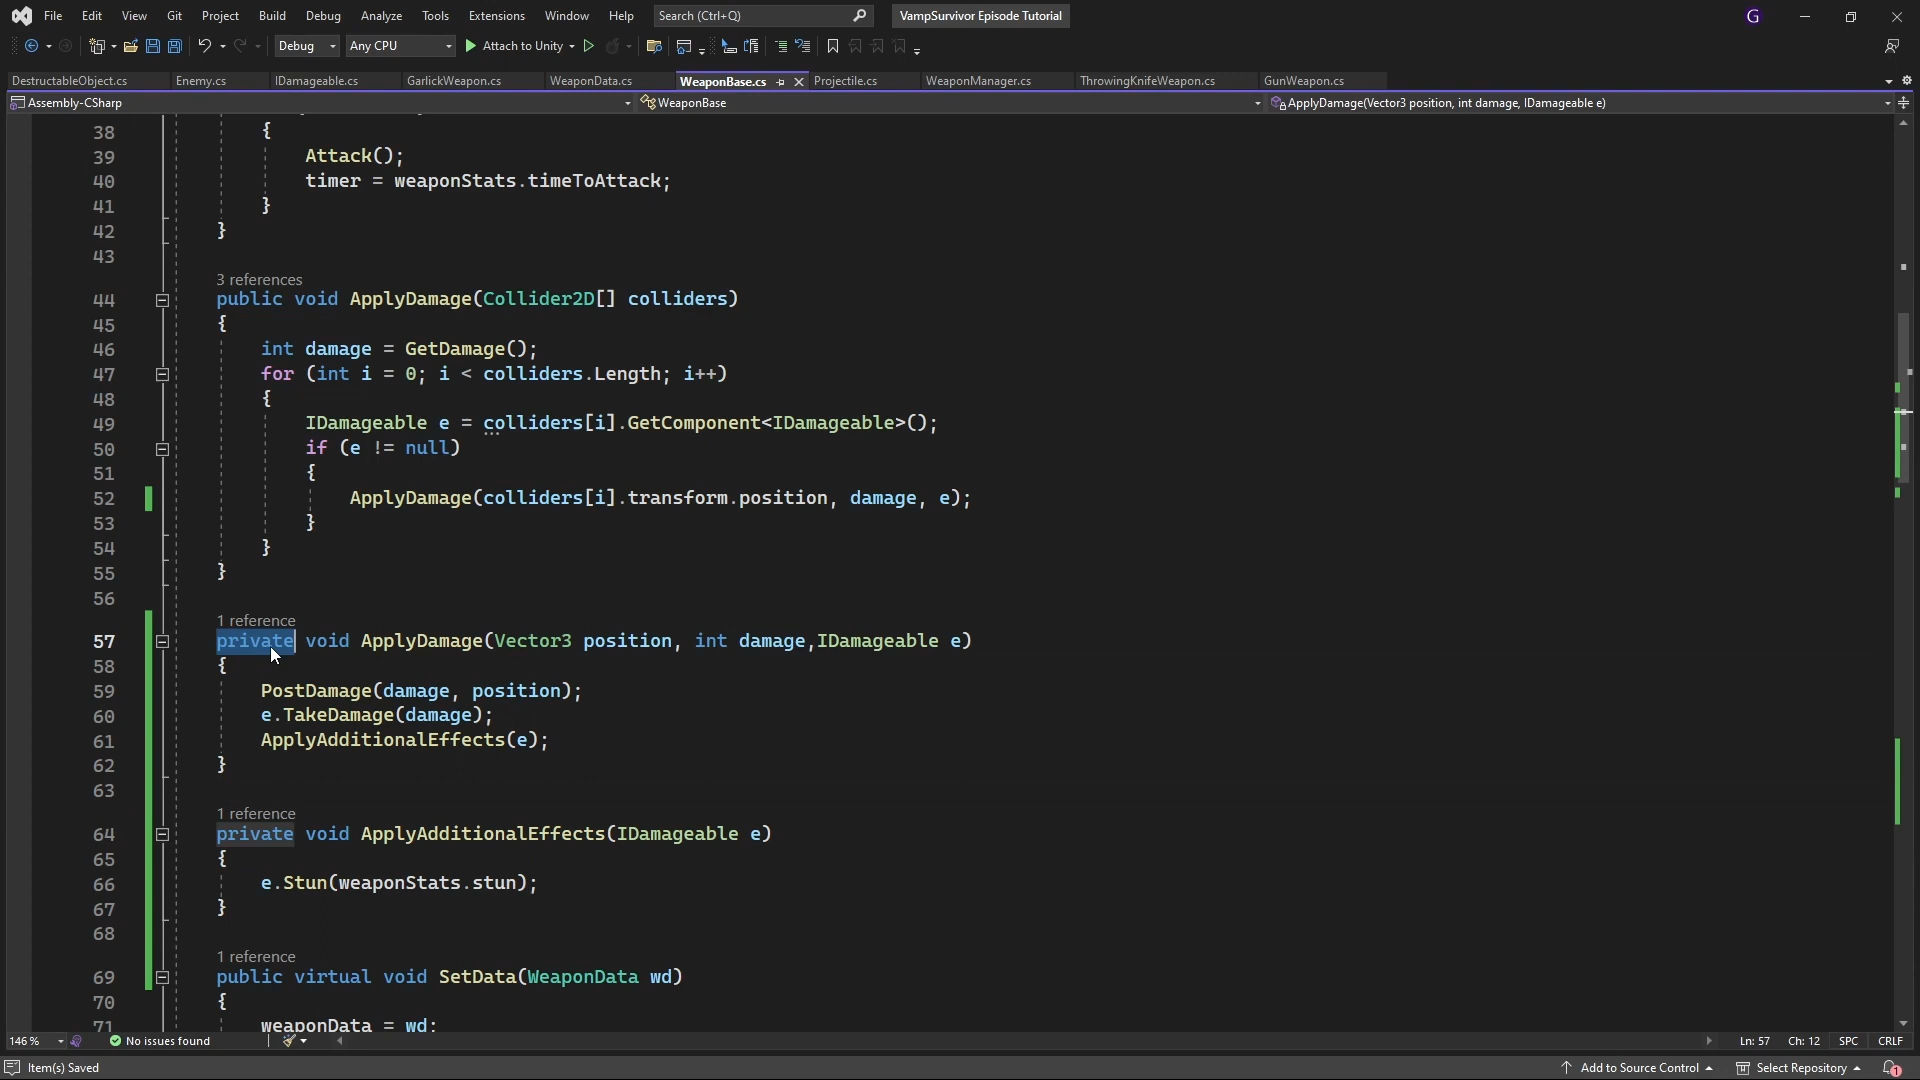 File Edit View Git Project Build Debug Analyze Tools Extensions Window Help Search (Ctrl+Q) VampSurvivor Episode Tutorial G
Debug Any CPU Attach to Unity
DestructableObject.cs Enemy.cs IDamageable.cs GarlickWeapon.cs WeaponData.cs WeaponBase.cs Projectile.cs WeaponManager.cs ThrowingKnifeWeapon.cs GunWeapon.cs
Assembly-CSharp WeaponBase ApplyDamage(Vector3 position, int damage, IDamageable e)
38 {
39 Attack();
40 timer = weaponStats.timeToAttack;
41 }
42 }
43
3 references
44 public void ApplyDamage(Collider2D[] colliders)
45 {
46 int damage = GetDamage();
47 for (int i = 0; i < colliders.Length; i++)
48 {
49 IDamageable e = colliders[i].GetComponent<IDamageable>();
50 if (e != null)
51 {
52 ApplyDamage(colliders[i].transform.position, damage, e);
53 }
54 }
55 }
56
1 reference
57 private void ApplyDamage(Vector3 position, int damage,IDamageable e)
58 {
59 PostDamage(damage, position);
60 e.TakeDamage(damage);
61 ApplyAdditionalEffects(e);
62 }
63
1 reference
64 private void ApplyAdditionalEffects(IDamageable e)
65 {
66 e.Stun(weaponStats.stun);
67 }
68
1 reference
69 public virtual void SetData(WeaponData wd)
70 {
71 weaponData = wd;
146 % No issues found Ln: 57 Ch: 12 SPC CRLF
Item(s) Saved Add to Source Control Select Repository 1